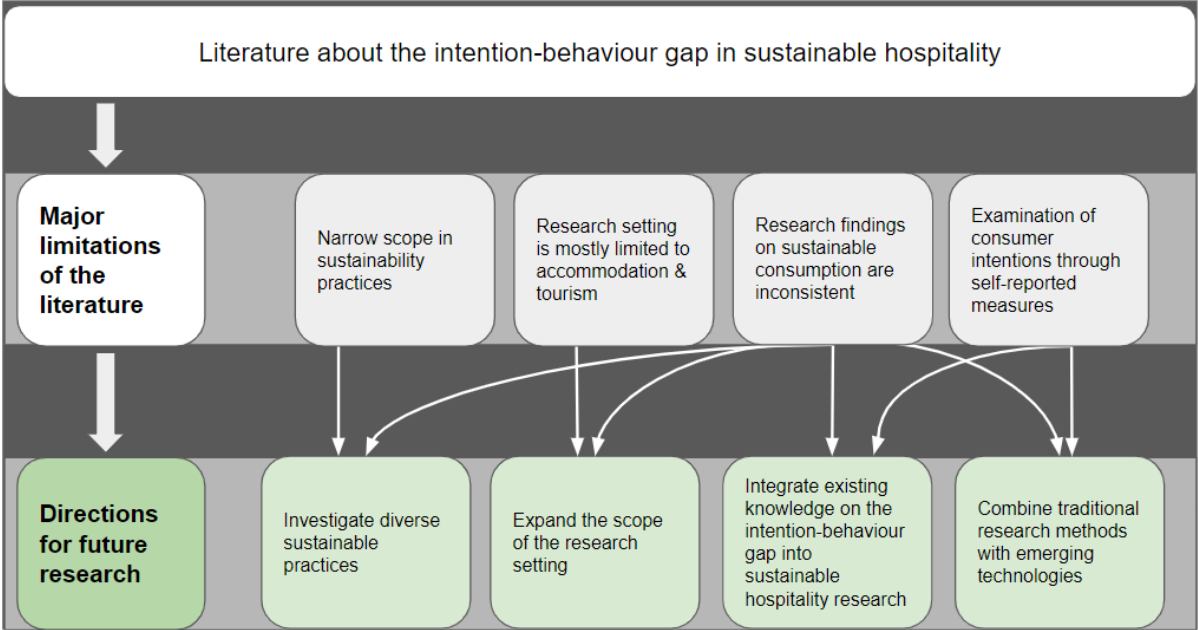 Literature about the intention-behaviour gap in sustainable hospitality
Major
limitations
of the
literature
Narrow scope in
sustainability
practices
Research setting
is mostly limited to
accommodation &
tourism
Research findings
on sustainable
consumption are
inconsistent
Examination of
consumer
intentions through
self-reported
measures
Directions
for future
research
Investigate diverse
sustainable
practices
Expand the scope
of the research
setting
Integrate existing
knowledge on the
intention-behaviour
gap into
sustainable
hospitality research
Combine traditional
research methods
with emerging
technologies